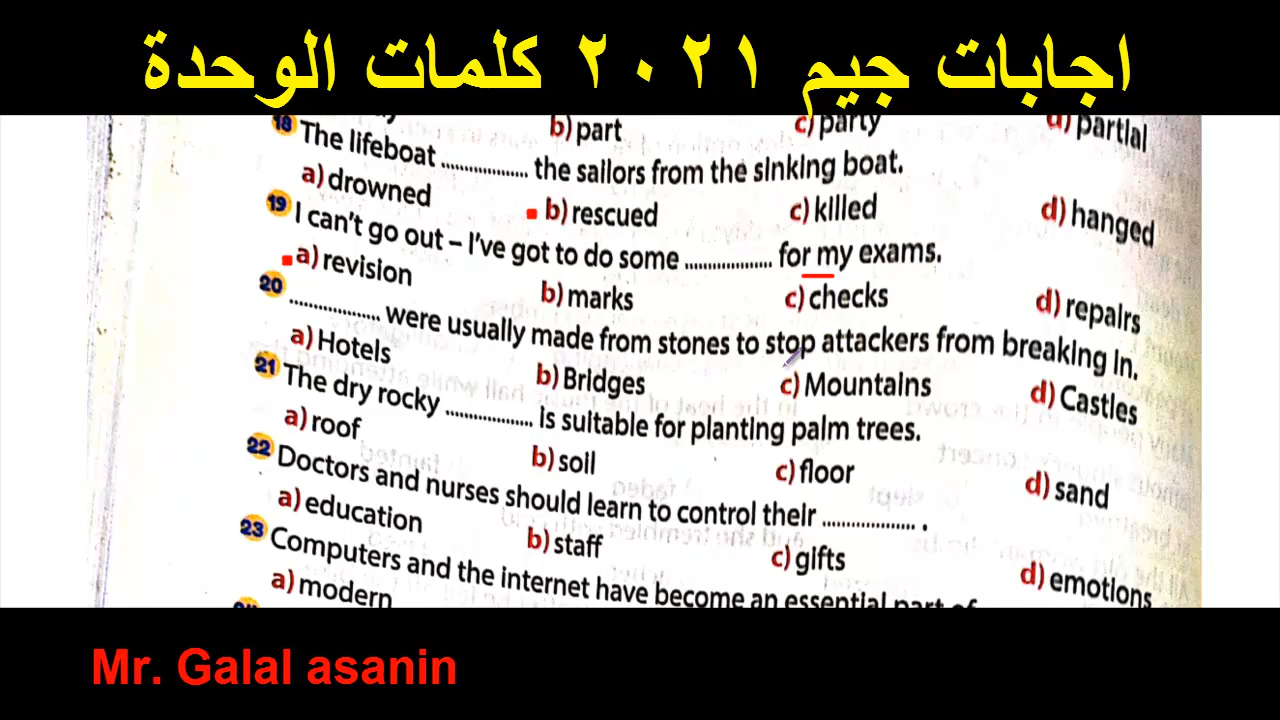 اجابات جيم ٢٠٢١ كلمات الوحدة
b) part c) party d) partial
18 The lifeboat .................. the sailors from the sinking boat.
a) drowned b) rescued c) killed d) hanged
19 I can't go out – I've got to do some .................. for my exams.
a) revision b) marks c) checks d) repairs
20 .................. were usually made from stones to stop attackers from breaking in.
a) Hotels b) Bridges c) Mountains d) Castles
21 The dry rocky .................. is suitable for planting palm trees.
a) roof b) soil c) floor d) sand
22 Doctors and nurses should learn to control their .................. .
a) education b) staff c) gifts d) emotions
23 Computers and the internet have become an essential part of
a) modern
Mr. Galal asanin